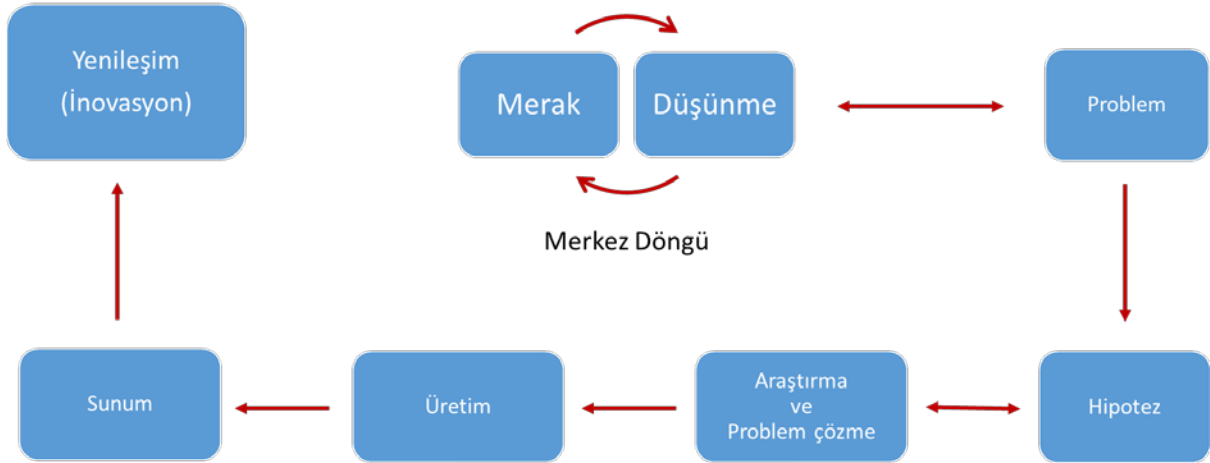 Yenileşim
(İnovasyon)
Merak
Düşünme
Problem
Merkez Döngü
Sunum
Üretim
Araştırma
ve
Problem çözme
Hipotez